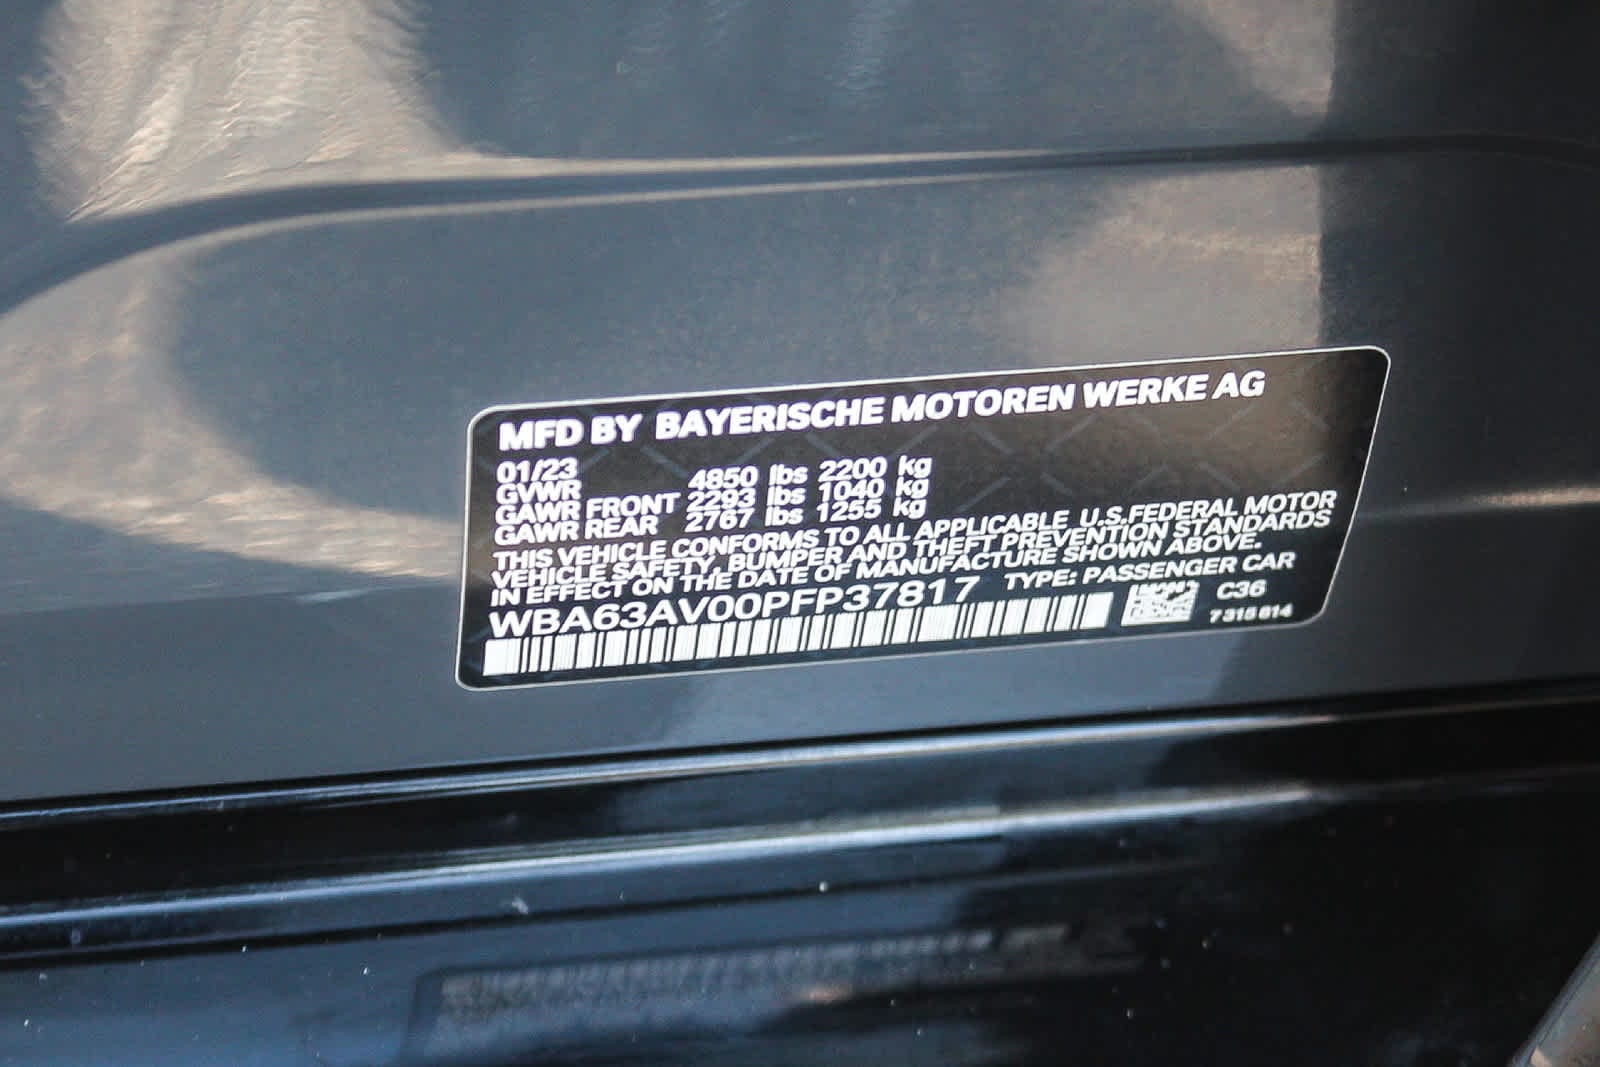 MFD BY BAYERISCHE MOTOREN WERKE AG
01/23
GVWR 4850 lbs 2200 kg
GAWR FRONT 2293 lbs 1040 kg
GAWR REAR 2767 lbs 1255 kg
THIS VEHICLE CONFORMS TO ALL APPLICABLE U.S.FEDERAL MOTOR
VEHICLE SAFETY, BUMPER AND THEFT PREVENTION STANDARDS
IN EFFECT ON THE DATE OF MANUFACTURE SHOWN ABOVE.
WBA63AV00PFP37817 TYPE: PASSENGER CAR
C36
7 315 614